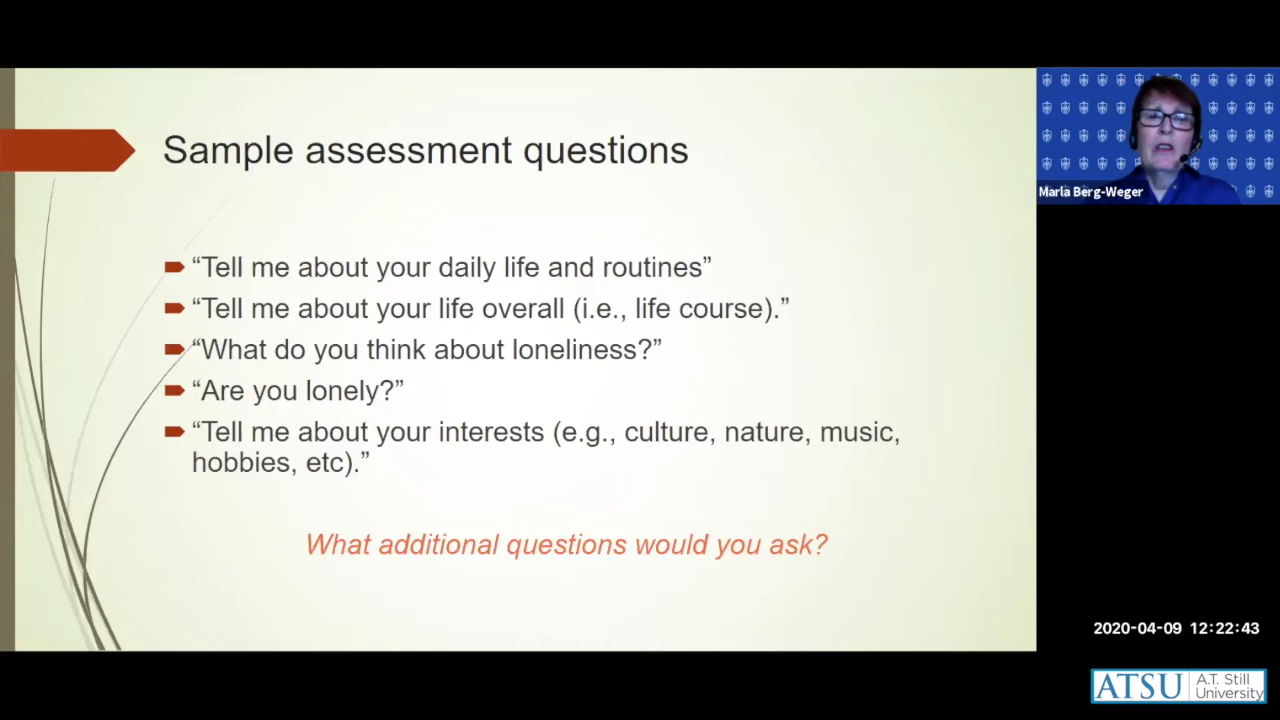 Sample assessment questions
“Tell me about your daily life and routines”
“Tell me about your life overall (i.e., life course).”
“What do you think about loneliness?”
“Are you lonely?”
“Tell me about your interests (e.g., culture, nature, music,
hobbies, etc).”
What additional questions would you ask?
Marla Berg-Weger
2020-04-09 12:22:43
ATSU
A.T. Still
University